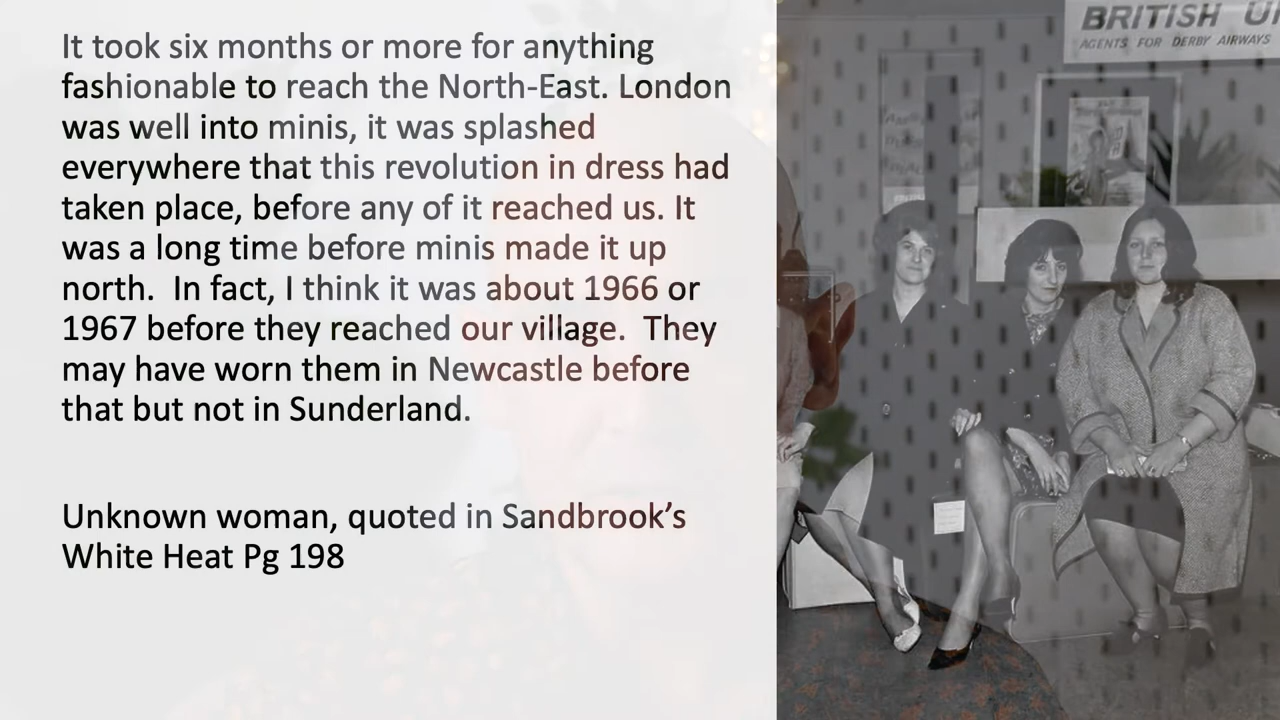 It took six months or more for anything
fashionable to reach the North-East. London
was well into minis, it was splashed
everywhere that this revolution in dress had
taken place, before any of it reached us. It
was a long time before minis made it up
north.  In fact, I think it was about 1966 or
1967 before they reached our village.  They
may have worn them in Newcastle before
that but not in Sunderland.
Unknown woman, quoted in Sandbrook’s
White Heat Pg 198
BRITISH
AGENTS FOR DERBY AIRWAYS